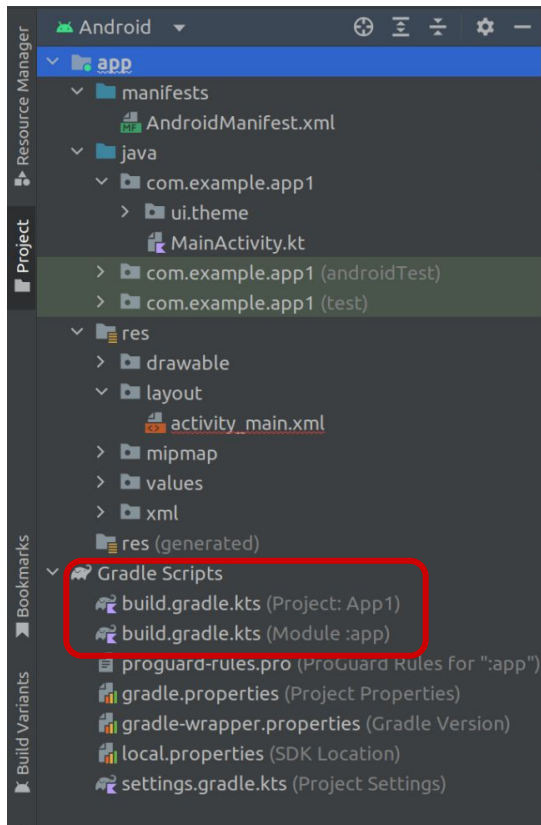 Android
app
manifests
AndroidManifest.xml
java
com.example.app1
ui.theme
MainActivity.kt
com.example.app1 (androidTest)
com.example.app1 (test)
res
drawable
layout
activity_main.xml
mipmap
values
xml
res (generated)
Gradle Scripts
build.gradle.kts (Project: App1)
build.gradle.kts (Module :app)
proguard-rules.pro (ProGuard Rules for ":app")
gradle.properties (Project Properties)
gradle-wrapper.properties (Gradle Version)
local.properties (SDK Location)
settings.gradle.kts (Project Settings)
Resource Manager
Project
Bookmarks
Build Variants
MF